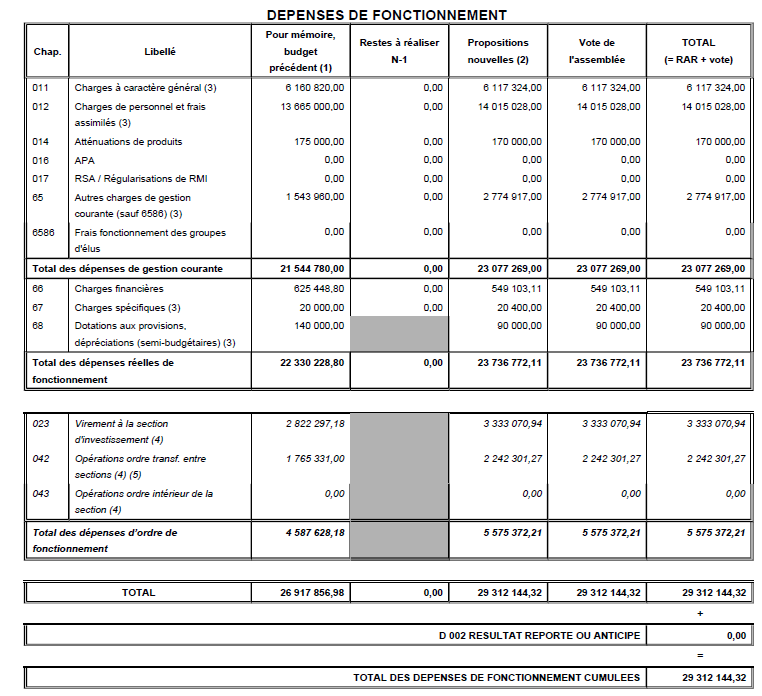 DEPENSES DE FONCTIONNEMENT
Chap. Libellé Pour mémoire, budget précédent (1) Restes à réaliser N-1 Propositions nouvelles (2) Vote de l'assemblée TOTAL (= RAR + vote)
011 Charges à caractère général (3) 6 160 820,00 0,00 6 117 324,00 6 117 324,00 6 117 324,00
012 Charges de personnel et frais 13 665 000,00 0,00 14 015 028,00 14 015 028,00 14 015 028,00
assimilés (3)
014 Atténuations de produits 175 000,00 0,00 170 000,00 170 000,00 170 000,00
016 APA 0,00 0,00 0,00 0,00 0,00
017 RSA / Régularisations de RMI 0,00 0,00 0,00 0,00 0,00
65 Autres charges de gestion 1 543 960,00 0,00 2 774 917,00 2 774 917,00 2 774 917,00
courante (sauf 6586) (3)
6586 Frais fonctionnement des groupes 0,00 0,00 0,00 0,00 0,00
d'élus
Total des dépenses de gestion courante 21 544 780,00 0,00 23 077 269,00 23 077 269,00 23 077 269,00
66 Charges financières 625 448,80 0,00 549 103,11 549 103,11 549 103,11
67 Charges spécifiques (3) 20 000,00 0,00 20 400,00 20 400,00 20 400,00
68 Dotations aux provisions, 140 000,00 90 000,00 90 000,00 90 000,00
dépréciations (semi-budgétaires) (3)
Total des dépenses réelles de 22 330 228,80 0,00 23 736 772,11 23 736 772,11 23 736 772,11
fonctionnement
023 Virement à la section 2 822 297,18 3 333 070,94 3 333 070,94 3 333 070,94
d'investissement (4)
042 Opérations ordre transf. entre 1 765 331,00 2 242 301,27 2 242 301,27 2 242 301,27
sections (4) (5)
043 Opérations ordre intérieur de la 0,00 0,00 0,00 0,00
section (4)
Total des dépenses d'ordre de 4 587 628,18 5 575 372,21 5 575 372,21 5 575 372,21
fonctionnement
TOTAL 26 917 856,98 0,00 29 312 144,32 29 312 144,32 29 312 144,32
+
D 002 RESULTAT REPORTE OU ANTICIPE 0,00
=
TOTAL DES DEPENSES DE FONCTIONNEMENT CUMULEES 29 312 144,32